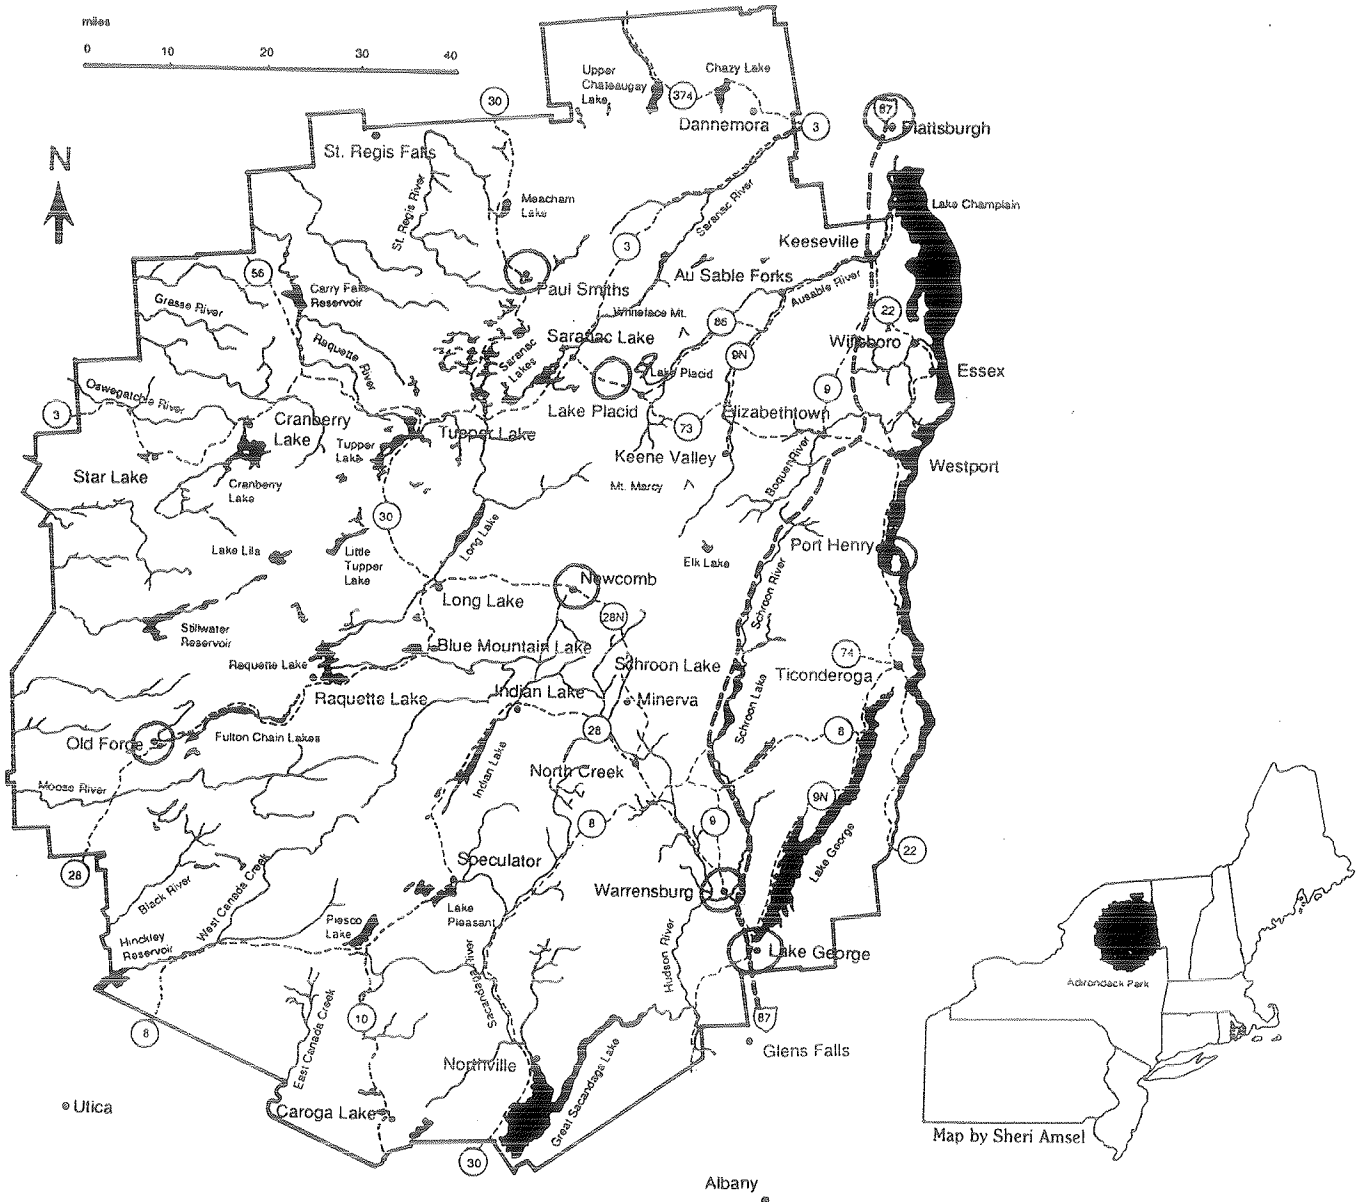 miles
0 10 20 30 40
N
Upper
Chateaugay
Lake
Chazy Lake
374
30
Dannemora
3
87
Plattsburgh
St. Regis Falls
St. Regis River
Meacham
Lake
Saranac River
Lake Champlain
3
Keeseville
56
Carry Falls
Reservoir
Paul Smiths
Au Sable Forks
Ausable River
Grasse River
Whiteface Mt.
86
22
Raquette
River
Saranac
Lakes
Saranac Lake
Willsboro
9N
Lake Placid
Essex
Oswegatchie River
3
Cranberry
Lake
Lake Placid
9
Elizabethtown
73
Tupper Lake
Tupper
Lake
Keene Valley
Boquet River
Westport
Star Lake
Cranberry
Lake
Mt. Marcy
30
Long Lake
Port Henry
Lake Lila
Little
Tupper
Lake
Elk Lake
Schroon River
Newcomb
Long Lake
28N
Stillwater
Reservoir
Blue Mountain Lake
74
Raquette Lake
Schroon Lake
Ticonderoga
Raquette Lake
Indian Lake
Minerva
Schroon Lake
Old Forge
Fulton Chain Lakes
28
8
Indian Lake
North Creek
Moose River
9N
8
9
Lake George
22
28
Speculator
Black River
West Canada Creek
Warrensburg
Lake
Pleasant
Piseco
Lake
Hinckley
Reservoir
Hudson River
Lake George
Sacandaga River
Adirondack Park
8
East Canada Creek
10
87
Glens Falls
Northville
Great Sacandaga Lake
Utica
Caroga Lake
Map by Sheri Amsel
30
Albany